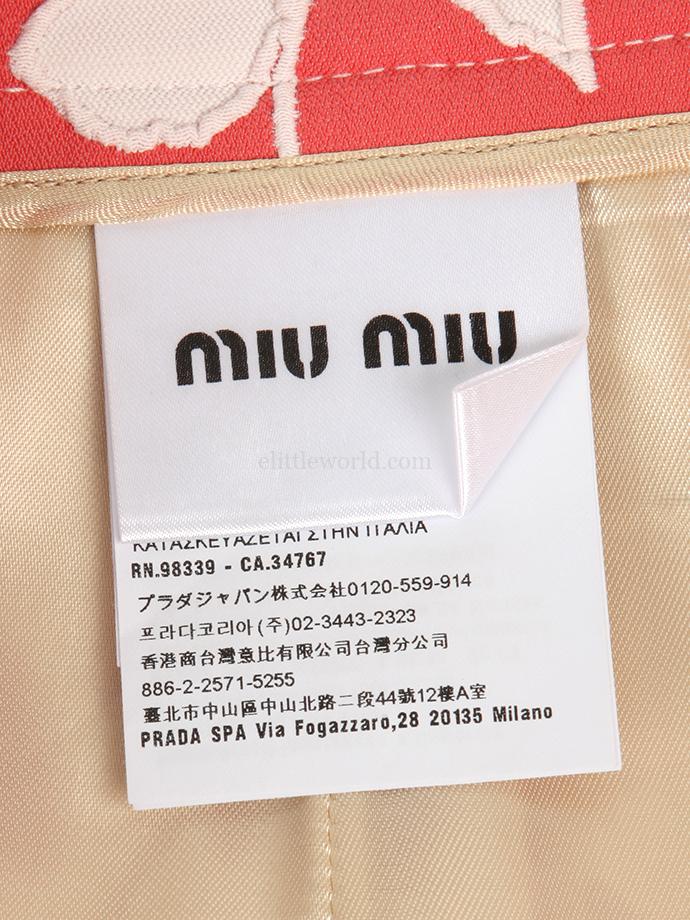 miu miu
elittleworld.com
ΚΑΤΑΣΚΕΥΑΖΕΤΑΙ ΣΤΗΝ ΙΤΑΛΙΑ
RN.98339 - CA.34767
プラダジャパン株式会社0120-559-914
프라다코리아(주)02-3443-2323
香港商台灣意比有限公司台灣分公司
886-2-2571-5255
臺北市中山區中山北路二段44號12樓A室
PRADA SPA Via Fogazzaro,28 20135 Milano